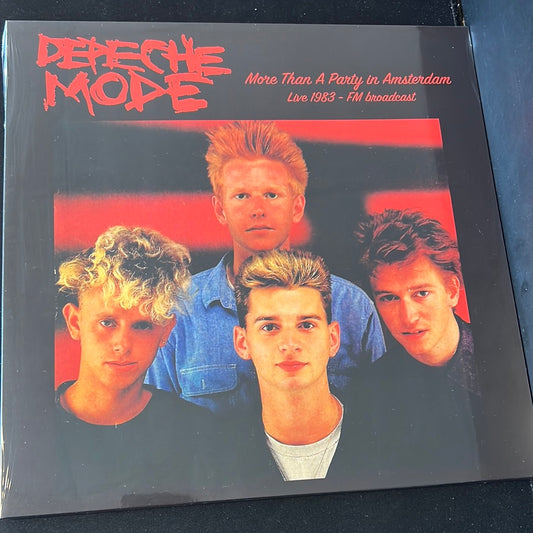 DEPECHE
MODE
More Than A Party in Amsterdam
Live 1983 - FM broadcast